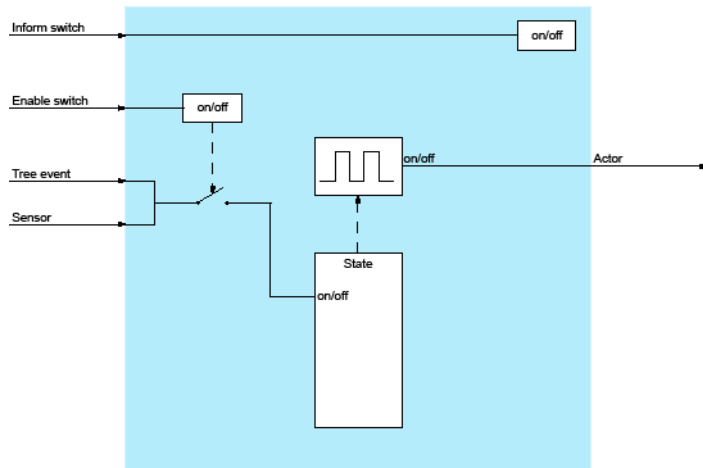 Inform switch
on/off
Enable switch
on/off
Tree event
on/off
Actor
Sensor
State
on/off